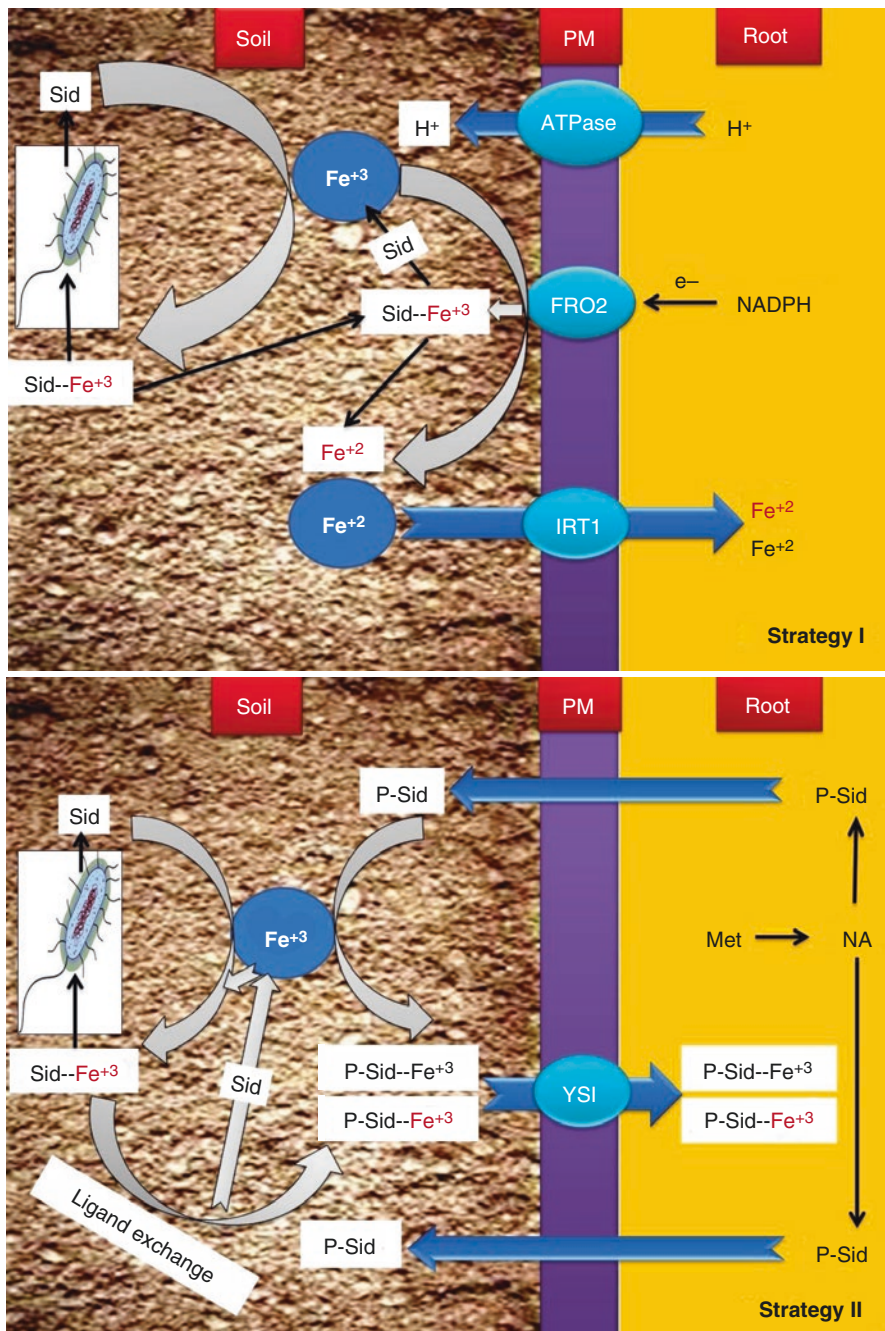 Soil
PM
Root
Sid
H⁺
ATPase
H⁺
Fe⁺³
Sid
Sid--Fe⁺³
FRO2
e–
NADPH
Sid--Fe⁺³
Fe⁺²
Fe⁺²
IRT1
Fe⁺²
Fe⁺²
Strategy I
Soil
PM
Root
P-Sid
P-Sid
Sid
Fe⁺³
Met
NA
Sid--Fe⁺³
Sid
P-Sid--Fe⁺³
P-Sid--Fe⁺³
YSI
P-Sid--Fe⁺³
P-Sid--Fe⁺³
Ligand exchange
P-Sid
P-Sid
Strategy II